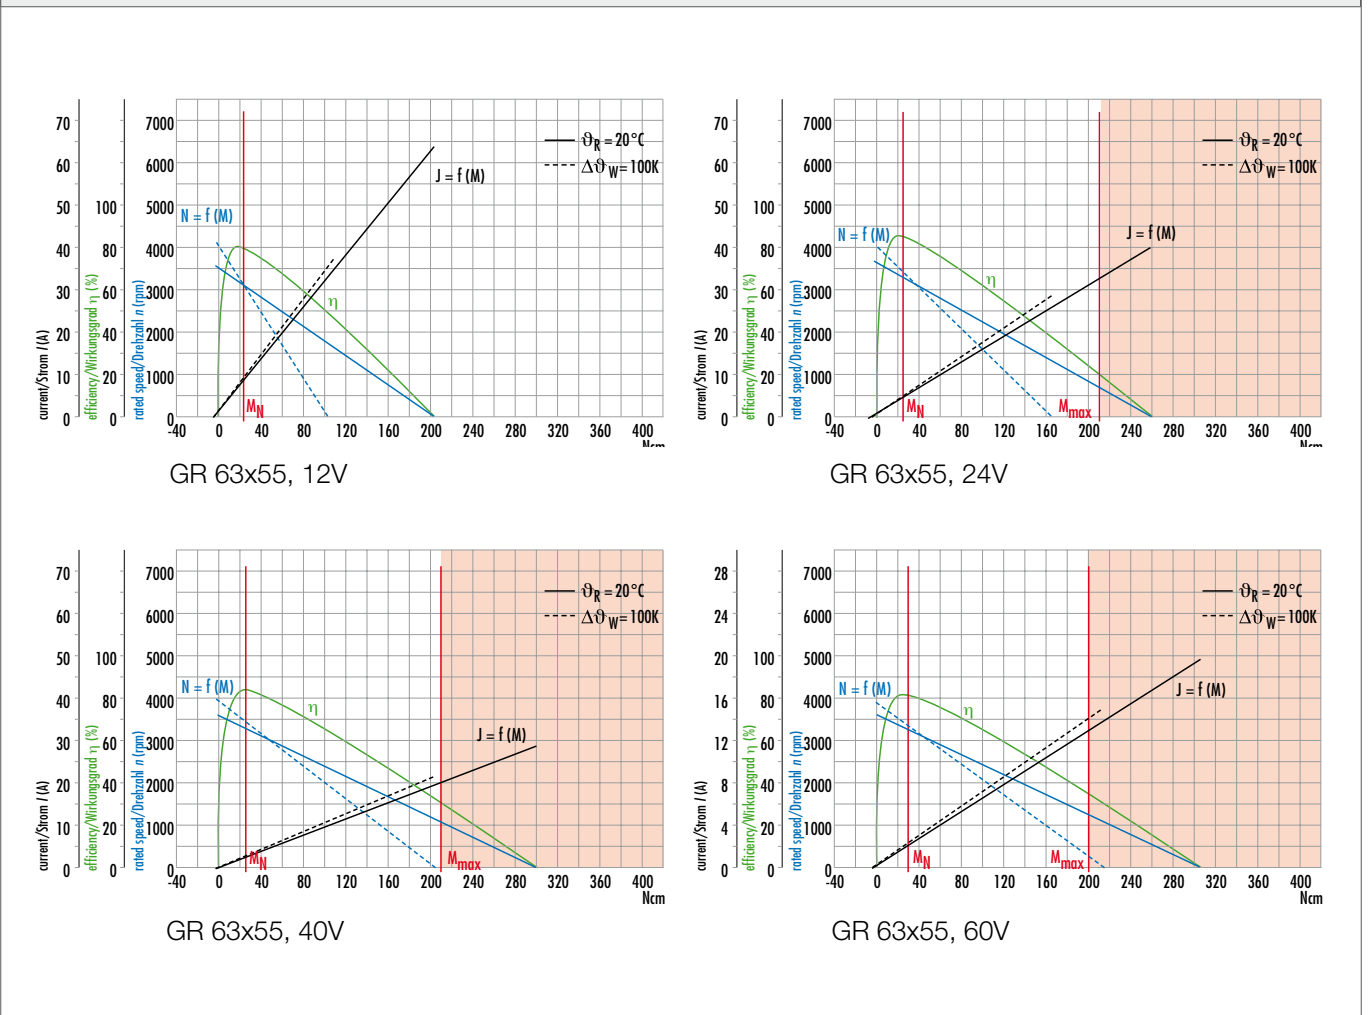 70
60
50
40
30
20
10
0
current/Strom I (A)
100
80
60
40
20
0
efficiency/Wirkungsgrad η (%)
7000
6000
5000
4000
3000
2000
1000
0
rated speed/Drehzahl n (rpm)
ϑR = 20°C
Δϑ W= 100K
J = f (M)
N = f (M)
η
MN
-40 0 40 80 120 160 200 240 280 320 360 400
Ncm
GR 63x55, 12V
70
60
50
40
30
20
10
0
current/Strom I (A)
100
80
60
40
20
0
efficiency/Wirkungsgrad η (%)
7000
6000
5000
4000
3000
2000
1000
0
rated speed/Drehzahl n (rpm)
ϑR = 20°C
Δϑ W= 100K
J = f (M)
N = f (M)
η
MN
Mmax
-40 0 40 80 120 160 200 240 280 320 360 400
Ncm
GR 63x55, 24V
70
60
50
40
30
20
10
0
current/Strom I (A)
100
80
60
40
20
0
efficiency/Wirkungsgrad η (%)
7000
6000
5000
4000
3000
2000
1000
0
rated speed/Drehzahl n (rpm)
ϑR = 20°C
Δϑ W= 100K
N = f (M)
η
J = f (M)
MN
Mmax
-40 0 40 80 120 160 200 240 280 320 360 400
Ncm
GR 63x55, 40V
28
24
20
16
12
8
4
0
current/Strom I (A)
100
80
60
40
20
0
efficiency/Wirkungsgrad η (%)
7000
6000
5000
4000
3000
2000
1000
0
rated speed/Drehzahl n (rpm)
ϑR = 20°C
Δϑ W= 100K
N = f (M)
J = f (M)
η
MN
Mmax
-40 0 40 80 120 160 200 240 280 320 360 400
Ncm
GR 63x55, 60V